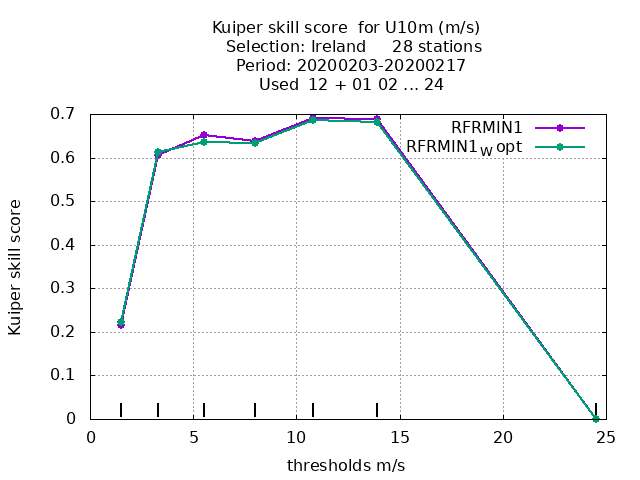 Kuiper skill score  for U10m (m/s)
Selection: Ireland     28 stations
Period: 20200203-20200217
Used  12 + 01 02 ... 24
RFRMIN1
RFRMIN1W opt
Kuiper skill score
0.7
0.6
0.5
0.4
0.3
0.2
0.1
0
0 5 10 15 20 25
thresholds m/s